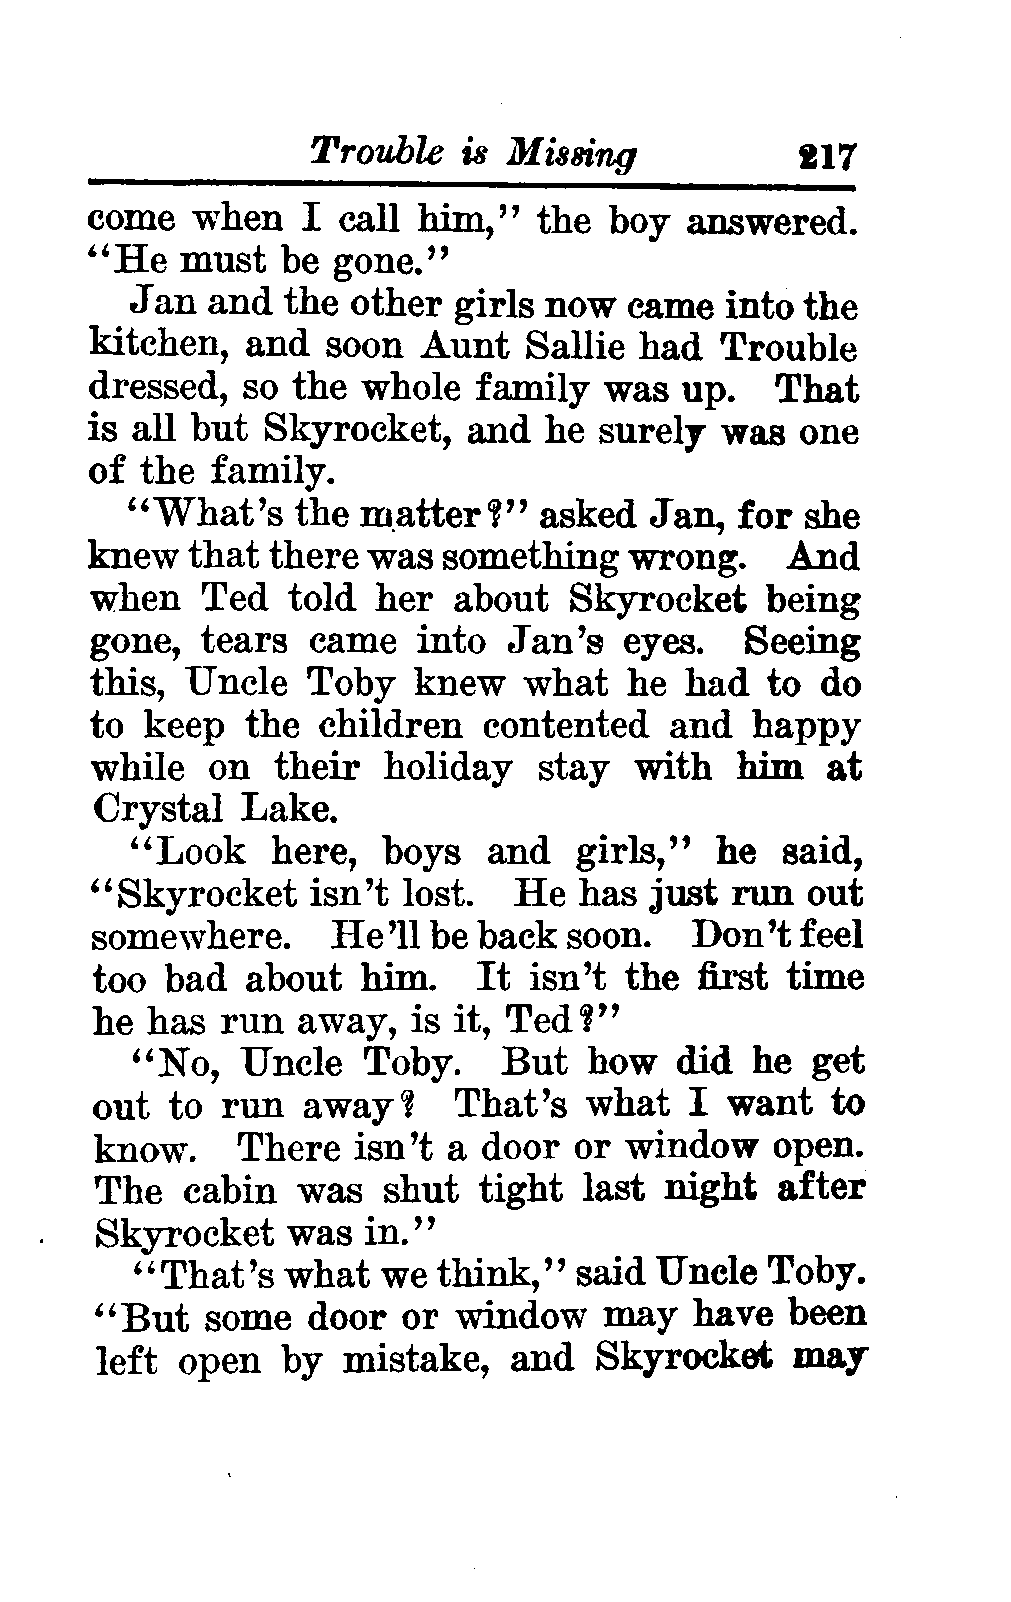 Trouble is Missing 217
come when I call him,” the boy answered.
“He must be gone.”
Jan and the other girls now came into the
kitchen, and soon Aunt Sallie had Trouble
dressed, so the whole family was up. That
is all but Skyrocket, and he surely was one
of the family.
“What’s the matter?” asked Jan, for she
knew that there was something wrong. And
when Ted told her about Skyrocket being
gone, tears came into Jan’s eyes. Seeing
this, Uncle Toby knew what he had to do
to keep the children contented and happy
while on their holiday stay with him at
Crystal Lake.
“Look here, boys and girls,” he said,
“Skyrocket isn’t lost. He has just run out
somewhere. He’ll be back soon. Don’t feel
too bad about him. It isn’t the first time
he has run away, is it, Ted?”
“No, Uncle Toby. But how did he get
out to run away? That’s what I want to
know. There isn’t a door or window open.
The cabin was shut tight last night after
Skyrocket was in.”
“That’s what we think,” said Uncle Toby.
“But some door or window may have been
left open by mistake, and Skyrocket may